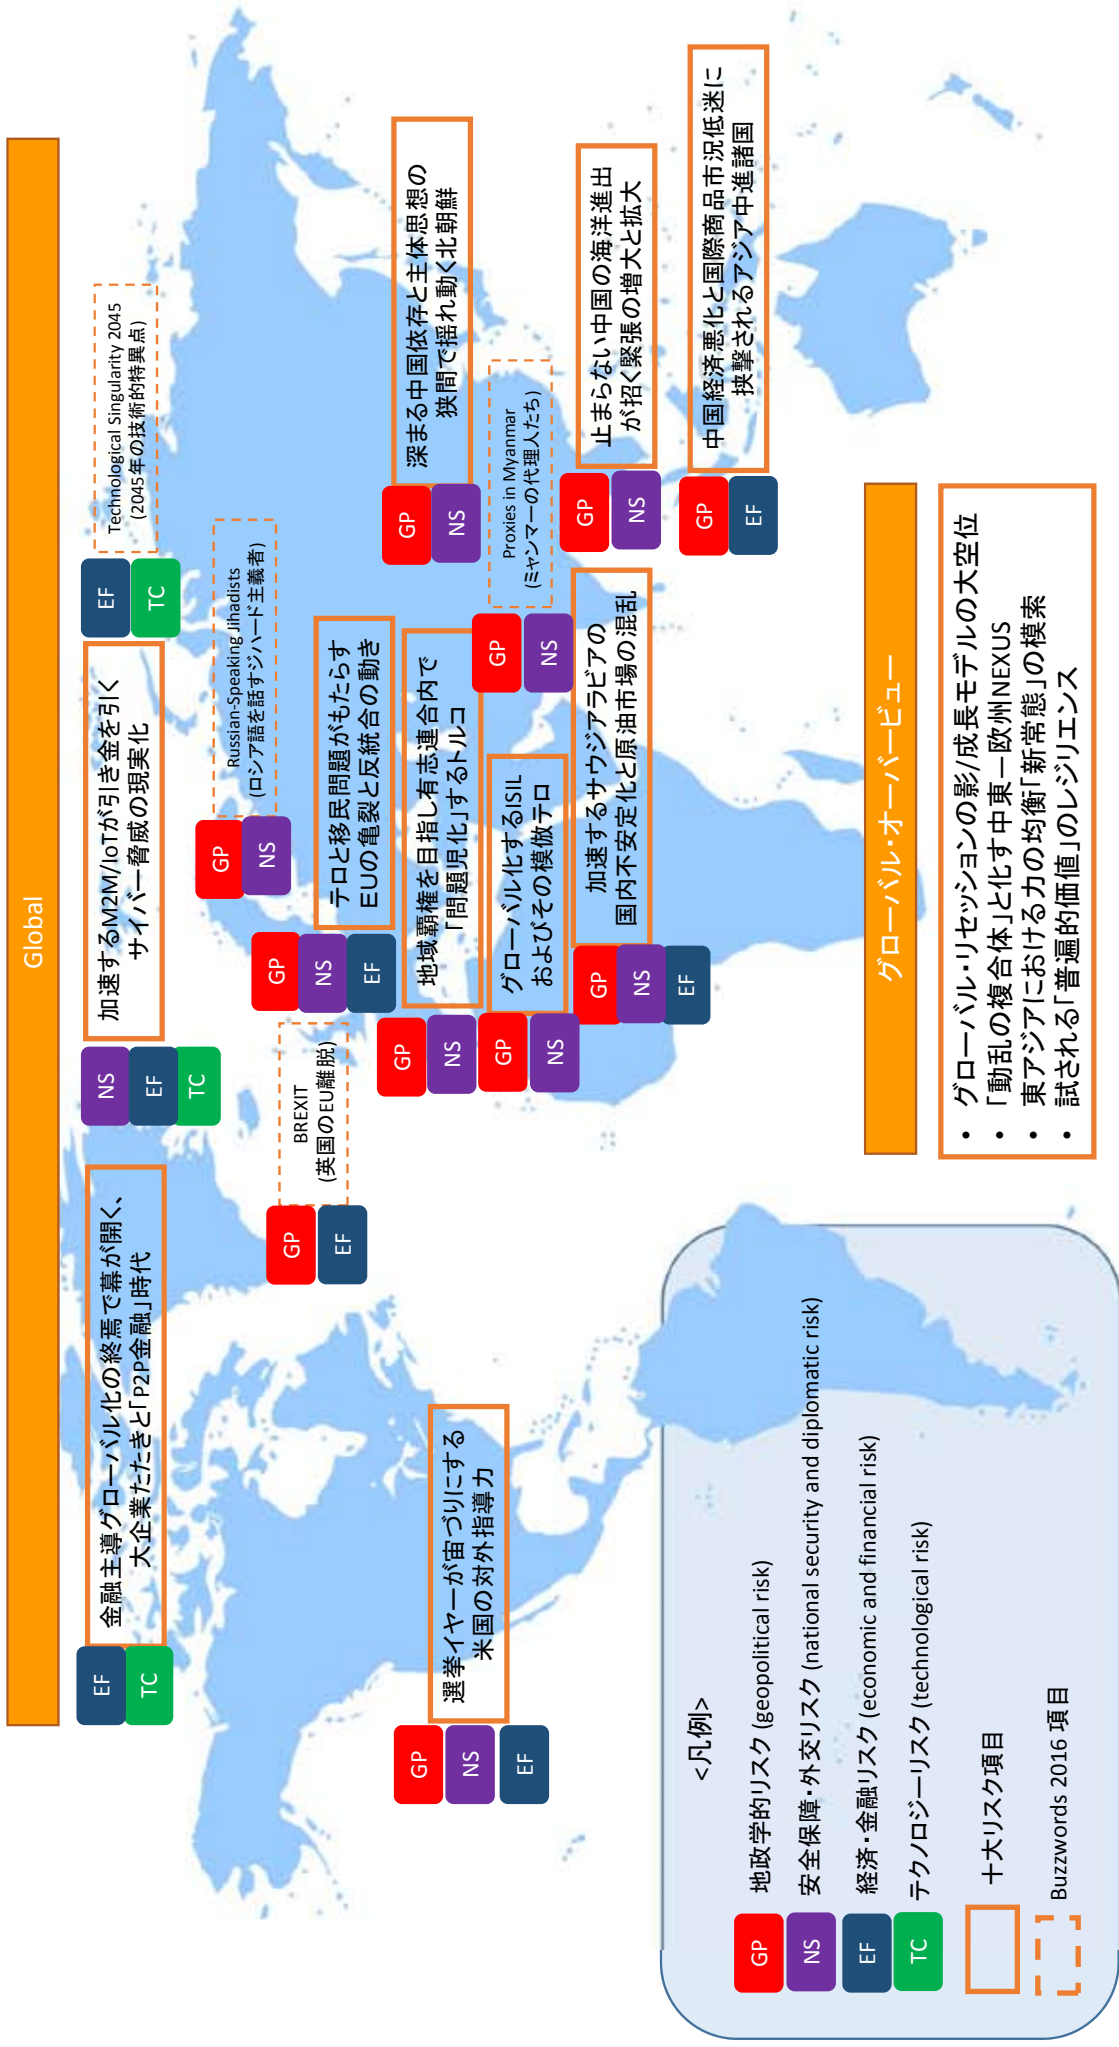 Global
EF
TC
金融主導グローバル化の終焉で幕が開く、
大企業たたきと「P2P金融」時代
NS
EF
TC
加速するM2M/IoTが引き金を引く
サイバー脅威の現実化
EF
TC
Technological Singularity 2045
(2045年の技術的特異点)
GP
NS
Russian-Speaking Jihadists
(ロシア語を話すジハード主義者)
GP
EF
BREXIT
(英国のEU離脱)
GP
NS
EF
テロと移民問題がもたらす
EUの亀裂と反統合の動き
GP
NS
EF
選挙イヤーが宙づりにする
米国の対外指導力
GP
NS
地域覇権を目指し有志連合内で
「問題児化」するトルコ
GP
NS
深まる中国依存と主体思想の
狭間で揺れ動く北朝鮮
GP
NS
グローバル化するISIL
およびその模倣テロ
GP
NS
Proxies in Myanmar
(ミャンマーの代理人たち)
GP
NS
EF
加速するサウジアラビアの
国内不安定化と原油市場の混乱
GP
NS
止まらない中国の海洋進出
が招く緊張の増大と拡大
GP
EF
中国経済悪化と国際商品市況低迷に
挟撃されるアジア中進諸国
<凡例>
GP 地政学的リスク (geopolitical risk)
NS 安全保障・外交リスク (national security and diplomatic risk)
EF 経済・金融リスク (economic and financial risk)
TC テクノロジーリスク (technological risk)
十大リスク項目
Buzzwords 2016 項目
グローバル・オーバービュー
• グローバル・リセッションの影/成長モデルの大空位
• 「動乱の複合体」と化す中東―欧州NEXUS
• 東アジアにおける力の均衡「新常態」の模索
• 試される「普遍的価値」のレジリエンス